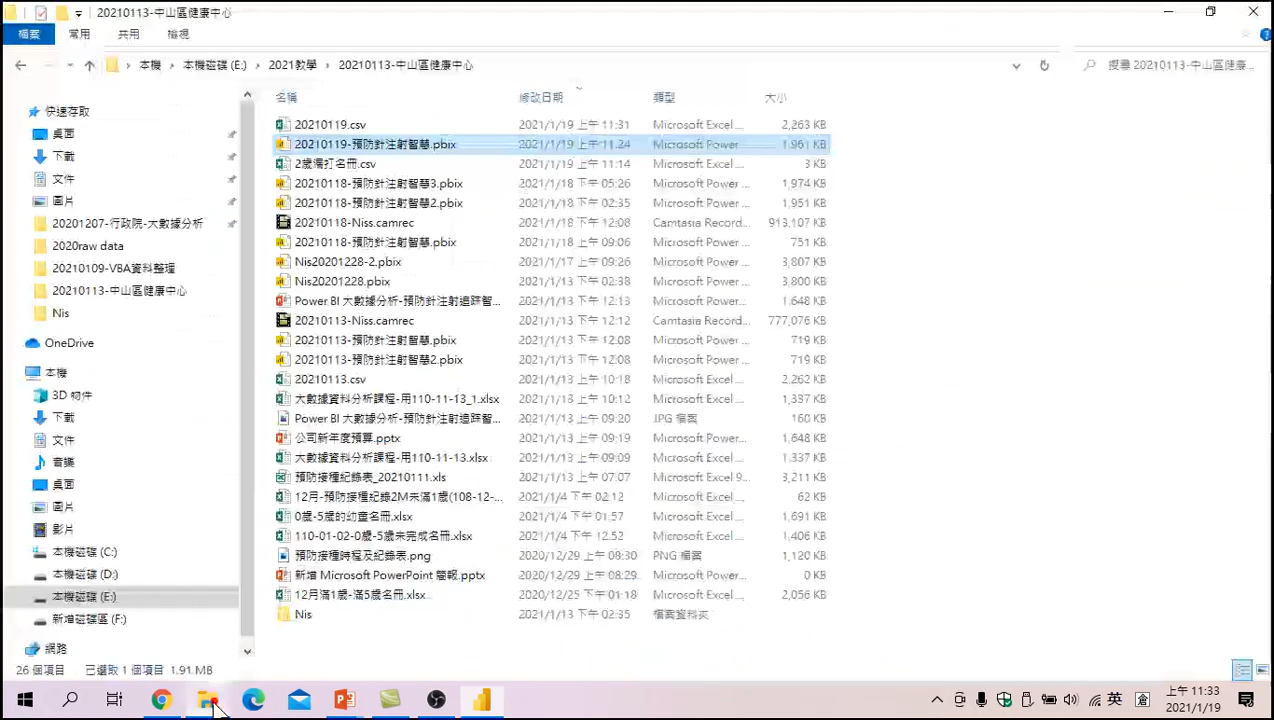 20210113-中山區健康中心
檔案 常用 共用 檢視
本機 本機磁碟 (E:) 2021教學 20210113-中山區健康中心
搜尋 20210113-中山區健康...
快速存取
桌面
下載
文件
圖片
20201207-行政院-大數據分析
2020raw data
20210109-VBA資料整理
20210113-中山區健康中心
Nis
OneDrive
本機
3D 物件
下載
文件
音樂
桌面
圖片
影片
本機磁碟 (C:)
本機磁碟 (D:)
本機磁碟 (E:)
新增磁碟區 (F:)
網路
名稱 修改日期 類型 大小
20210119.csv 2021/1/19 上午 11:31 Microsoft Excel ... 2,263 KB
20210119-預防針注射智慧.pbix 2021/1/19 上午 11:24 Microsoft Power ... 1,961 KB
2歲需打名冊.csv 2021/1/19 上午 11:14 Microsoft Excel ... 3 KB
20210118-預防針注射智慧3.pbix 2021/1/18 下午 05:26 Microsoft Power ... 1,974 KB
20210118-預防針注射智慧2.pbix 2021/1/18 下午 02:35 Microsoft Power ... 1,951 KB
20210118-Niss.camrec 2021/1/18 下午 12:08 Camtasia Record... 913,107 KB
20210118-預防針注射智慧.pbix 2021/1/18 上午 09:06 Microsoft Power ... 751 KB
Nis20201228-2.pbix 2021/1/17 上午 09:26 Microsoft Power ... 3,807 KB
Nis20201228.pbix 2021/1/13 下午 02:38 Microsoft Power ... 3,800 KB
Power BI 大數據分析-預防針注射追蹤智... 2021/1/13 下午 12:13 Microsoft Power ... 1,648 KB
20210113-Niss.camrec 2021/1/13 下午 12:12 Camtasia Record... 777,076 KB
20210113-預防針注射智慧.pbix 2021/1/13 下午 12:08 Microsoft Power ... 719 KB
20210113-預防針注射智慧2.pbix 2021/1/13 下午 12:08 Microsoft Power ... 719 KB
20210113.csv 2021/1/13 上午 10:18 Microsoft Excel ... 2,262 KB
大數據資料分析課程-用110-11-13_1.xlsx 2021/1/13 上午 10:12 Microsoft Excel ... 1,339 KB
Power BI 大數據分析-預防針注射追蹤智... 2021/1/13 上午 09:20 JPG 檔案 160 KB
公司新年度預算.pptx 2021/1/13 上午 09:19 Microsoft Power ... 1,648 KB
大數據資料分析課程-用110-11-13.xlsx 2021/1/13 上午 09:09 Microsoft Excel ... 1,337 KB
預防接種紀錄表_20210111.xls 2021/1/13 上午 07:07 Microsoft Excel 9... 3,211 KB
12月-預防接種紀錄2M未滿1歲(108-12-... 2021/1/4 下午 02:12 Microsoft Excel ... 62 KB
0歲-5歲的幼童名冊.xlsx 2021/1/4 下午 01:57 Microsoft Excel ... 1,691 KB
110-01-02-0歲-5歲未完成名冊.xlsx 2021/1/4 下午 12:52 Microsoft Excel ... 1,406 KB
預防接種時程及紀錄表.png 2020/12/29 上午 08:30 PNG 檔案 1,120 KB
新增 Microsoft PowerPoint 簡報.pptx 2020/12/29 上午 08:29 Microsoft Power ... 0 KB
12月滿1歲-滿5歲名冊.xlsx 2020/12/25 下午 01:18 Microsoft Excel ... 2,056 KB
Nis 2021/1/13 下午 02:35 檔案資料夾
26 個項目 已選取 1 個項目 1.91 MB
英 上午 11:33
2021/1/19